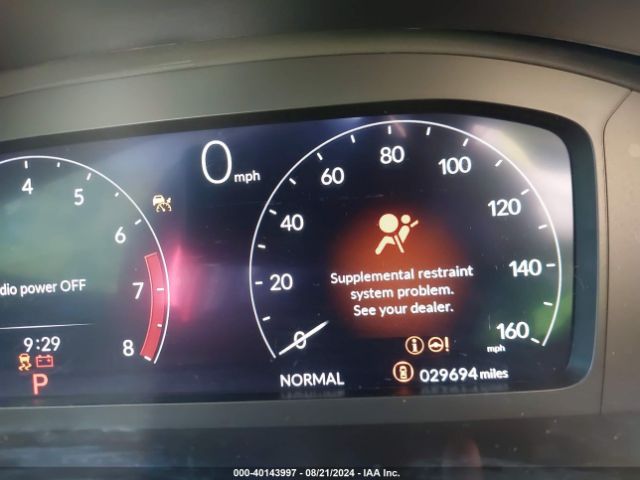 0 mph
4
5
6
7
8
dio power OFF
9:29
P
0
20
40
60
80
100
120
140
160
mph
Supplemental restraint
system problem.
See your dealer.
NORMAL
029694 miles
000-40143997 - 08/21/2024 - IAA Inc.